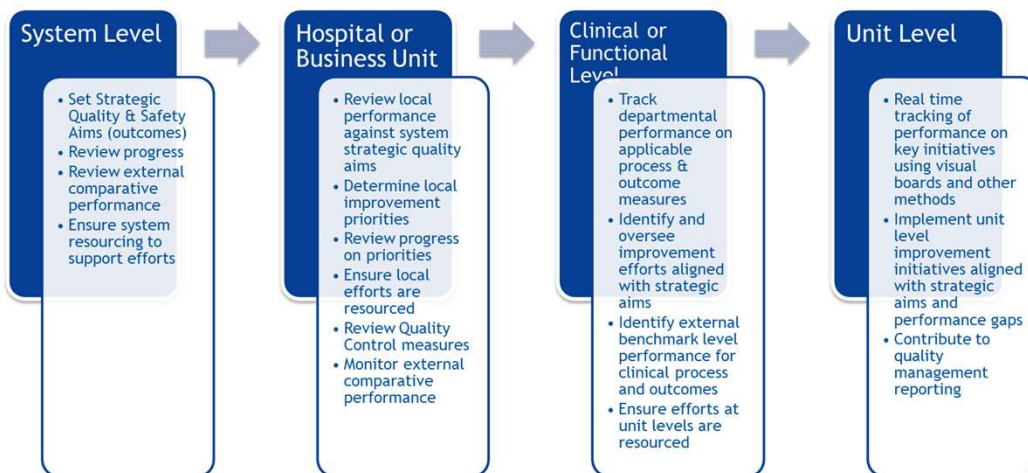 System Level
• Set Strategic
Quality & Safety
Aims (outcomes)
• Review progress
• Review external
comparative
performance
• Ensure system
resourcing to
support efforts
Hospital or
Business Unit
• Review local
performance
against system
strategic quality
aims
• Determine local
improvement
priorities
• Review progress
on priorities
• Ensure local
efforts are
resourced
• Review Quality
Control measures
• Monitor external
comparative
performance
Clinical or
Functional
Level
• Track
departmental
performance on
applicable
process &
outcome
measures
• Identify and
oversee
improvement
efforts aligned
with strategic
aims
• Identify external
benchmark level
performance for
clinical process
and outcomes
• Ensure efforts at
unit levels are
resourced
Unit Level
• Real time
tracking of
performance on
key initiatives
using visual
boards and other
methods
• Implement unit
level
improvement
initiatives aligned
with strategic
aims and
performance gaps
• Contribute to
quality
management
reporting